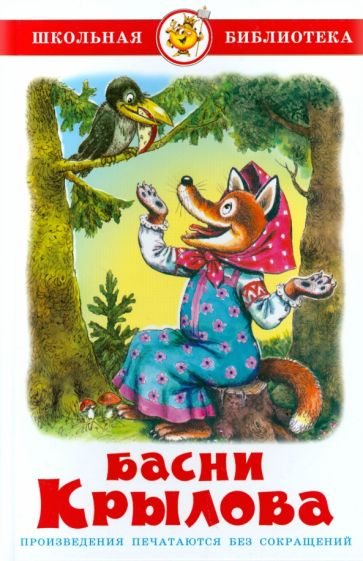 ШКОЛЬНАЯ БИБЛИОТЕКА
БАСНИ
КРЫЛОВА
ПРОИЗВЕДЕНИЯ ПЕЧАТАЮТСЯ БЕЗ СОКРАЩЕНИЙ